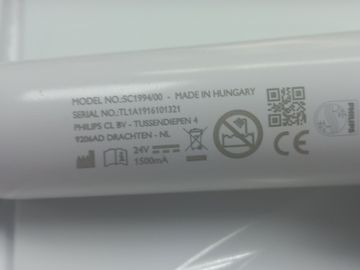 MODEL NO.:SC1994/00 - MADE IN HUNGARY
SERIAL NO.:TL1A1916101321
PHILIPS CL BV - TUSSENDIEPEN 4
9206AD DRACHTEN - NL
24V
1500mA
PHILIPS